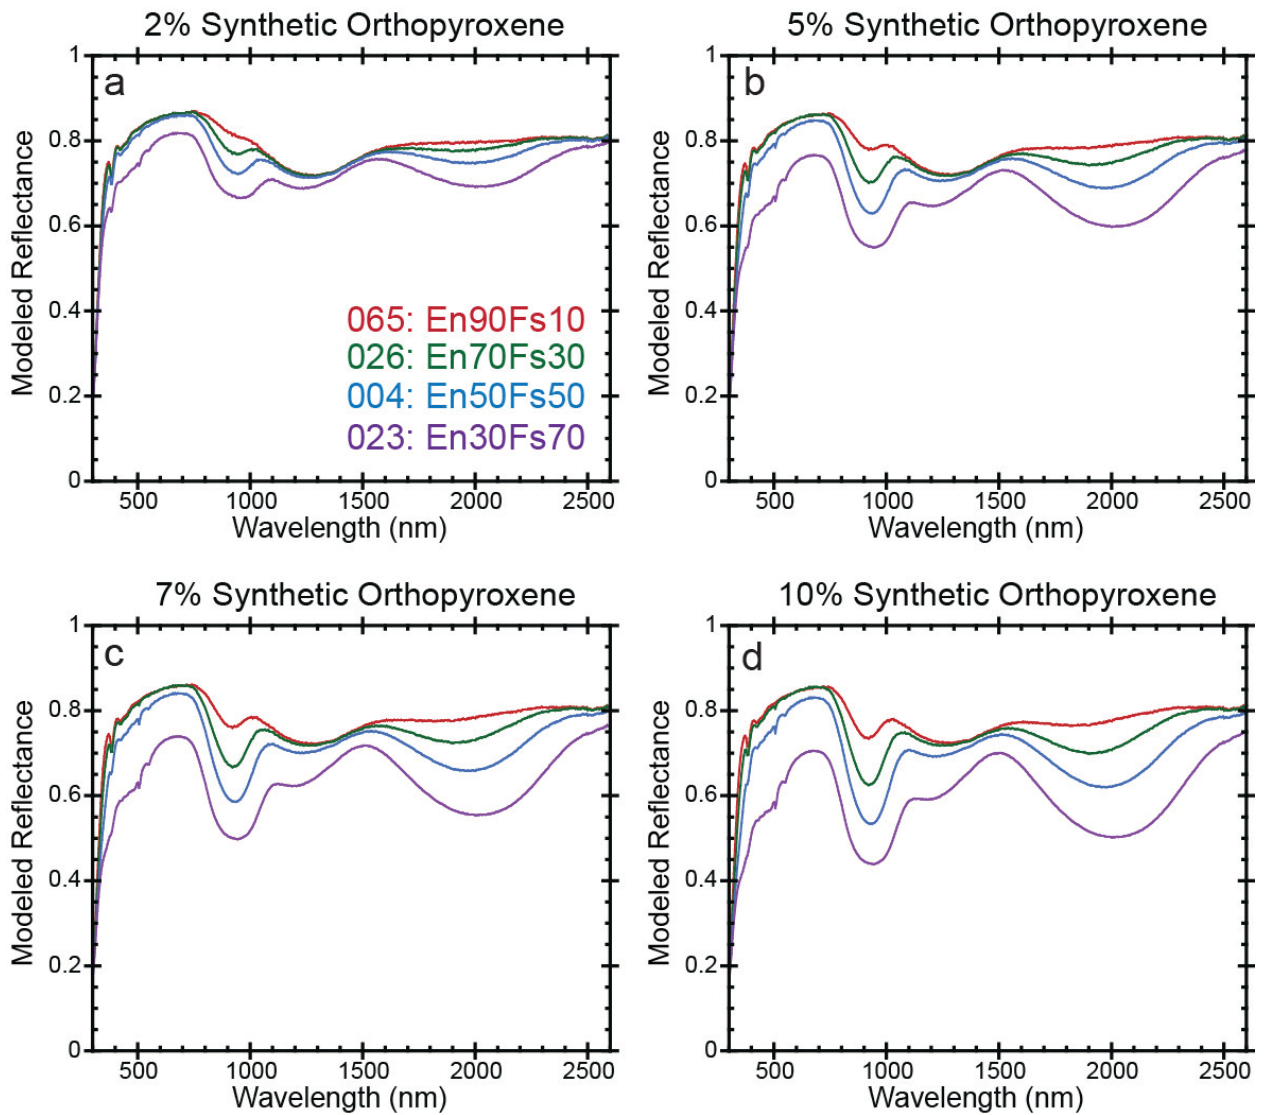 2% Synthetic Orthopyroxene
a
1
0.8
0.6
0.4
0.2
0
Modeled Reflectance
065: En90Fs10
026: En70Fs30
004: En50Fs50
023: En30Fs70
500 1000 1500 2000 2500
Wavelength (nm)
5% Synthetic Orthopyroxene
b
1
0.8
0.6
0.4
0.2
0
Modeled Reflectance
500 1000 1500 2000 2500
Wavelength (nm)
7% Synthetic Orthopyroxene
c
1
0.8
0.6
0.4
0.2
0
Modeled Reflectance
500 1000 1500 2000 2500
Wavelength (nm)
10% Synthetic Orthopyroxene
d
1
0.8
0.6
0.4
0.2
0
Modeled Reflectance
500 1000 1500 2000 2500
Wavelength (nm)